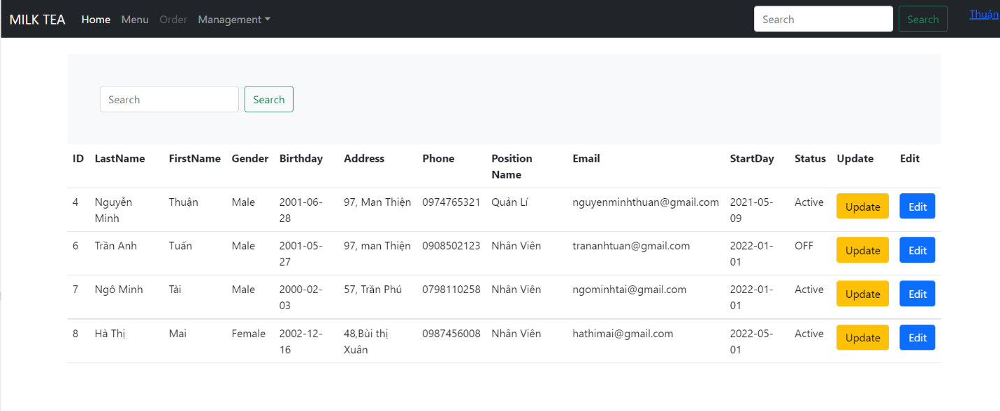 MILK TEA Home Menu Order Management Search Search Thuận
Search Search
ID LastName FirstName Gender Birthday Address Phone Position Email StartDay Status Update Edit
Name
4 Nguyễn Thuận Male 2001-06- 97, Man Thiện 0974765321 Quản Lí nguyenminhthuan@gmail.com 2021-05- Active Update Edit
Minh 28 09
6 Trần Anh Tuấn Male 2001-05- 97, man Thiện 0908502123 Nhân Viên trananhtuan@gmail.com 2022-01- OFF Update Edit
27 01
7 Ngô Minh Tài Male 2000-02- 57, Trần Phú 0798110258 Nhân Viên ngominhtai@gmail.com 2022-01- Active Update Edit
03 01
8 Hà Thị Mai Female 2002-12- 48,Bùi thị 0987456008 Nhân Viên hathimai@gmail.com 2022-05- Active Update Edit
16 Xuân 01